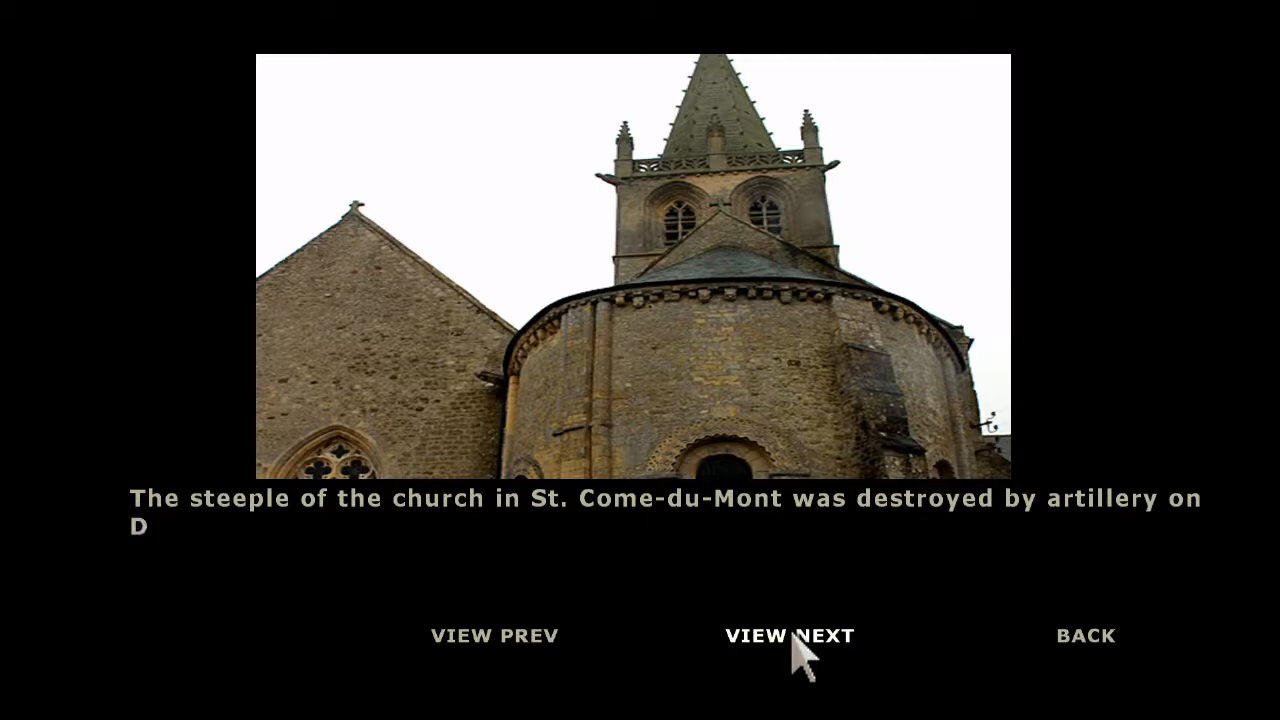 The steeple of the church in St. Come-du-Mont was destroyed by artillery on
D
VIEW PREV
VIEW NEXT
BACK